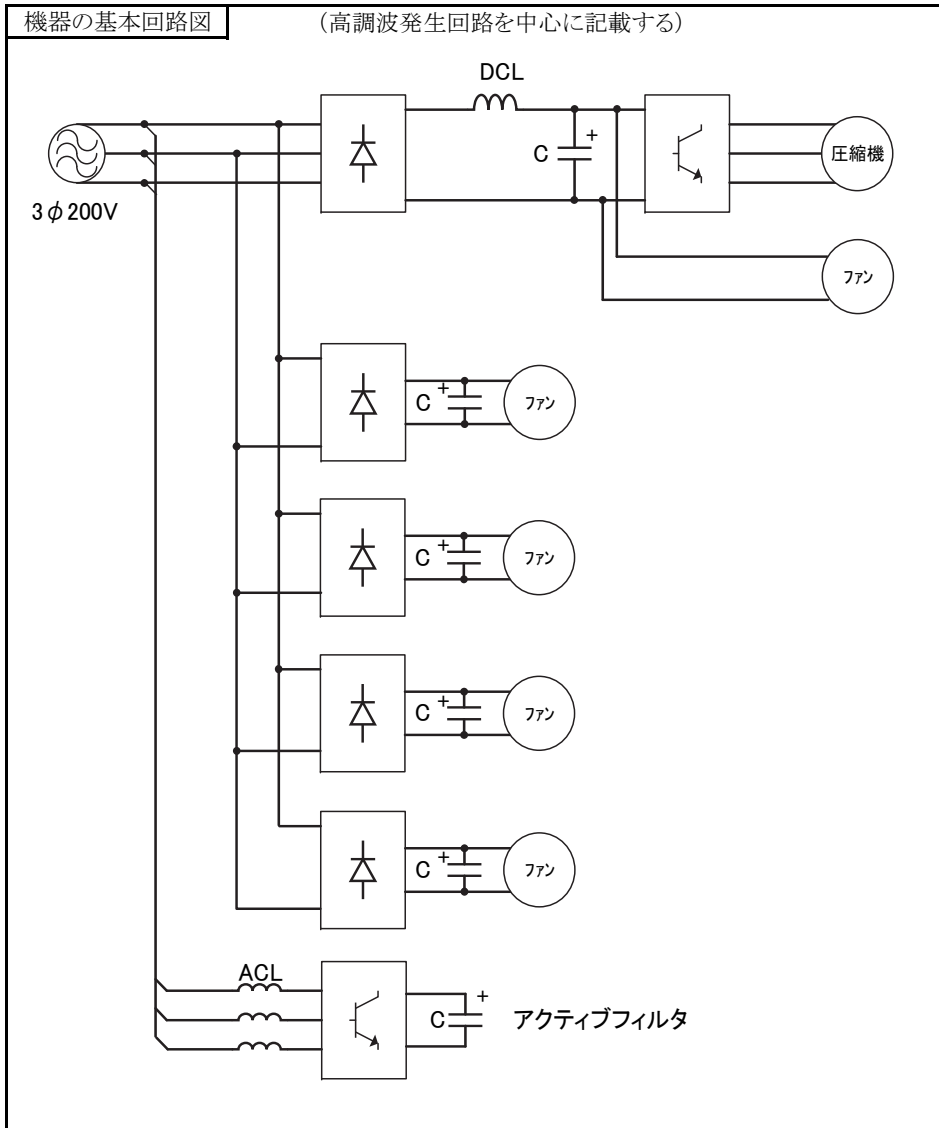 機器の基本回路図
(高調波発生回路を中心に記載する)
DCL
C
+
圧縮機
3φ200V
ファン
C
+
ファン
C
+
ファン
C
+
ファン
C
+
ファン
ACL
C
+
アクティブフィルタ